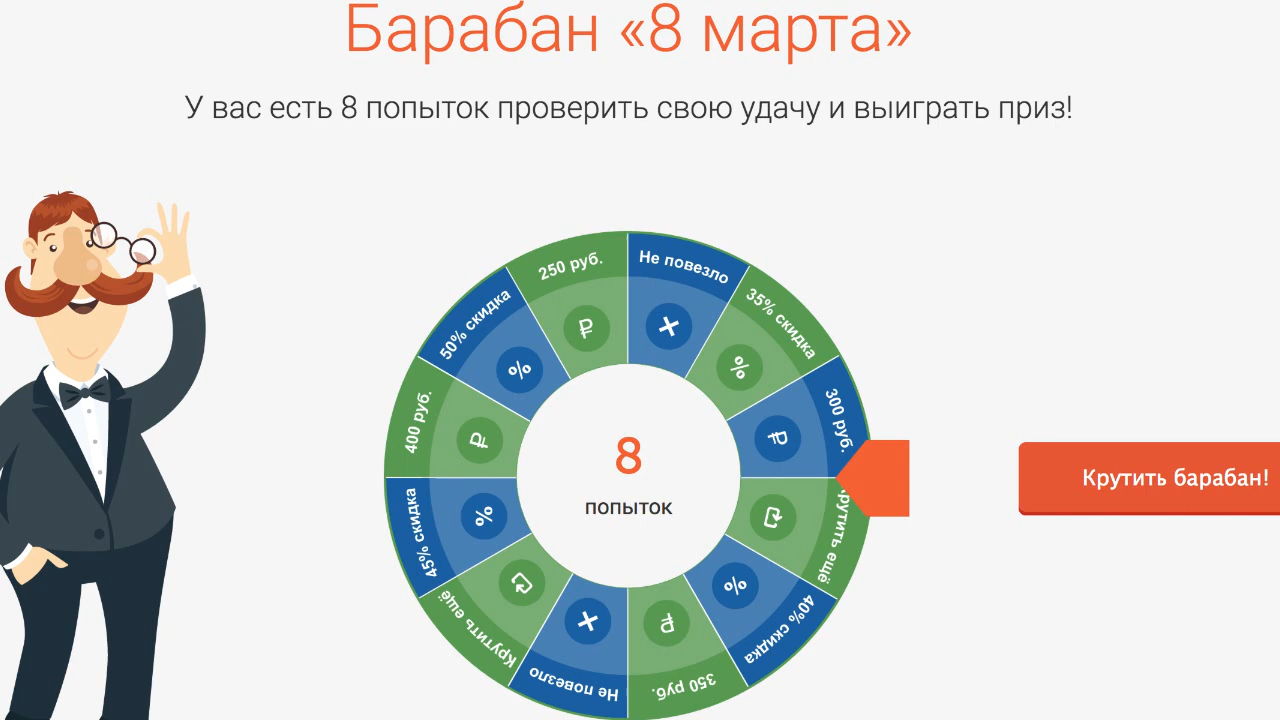 Барабан «8 марта»
У вас есть 8 попыток проверить свою удачу и выиграть приз!
250 руб.
Не повезло
50% скидка
35% скидка
400 руб.
300 руб.
8
попыток
Крутить барабан!
45% скидка
Крутить ещё
Крутить ещё
40% скидка
Не повезло
350 руб.